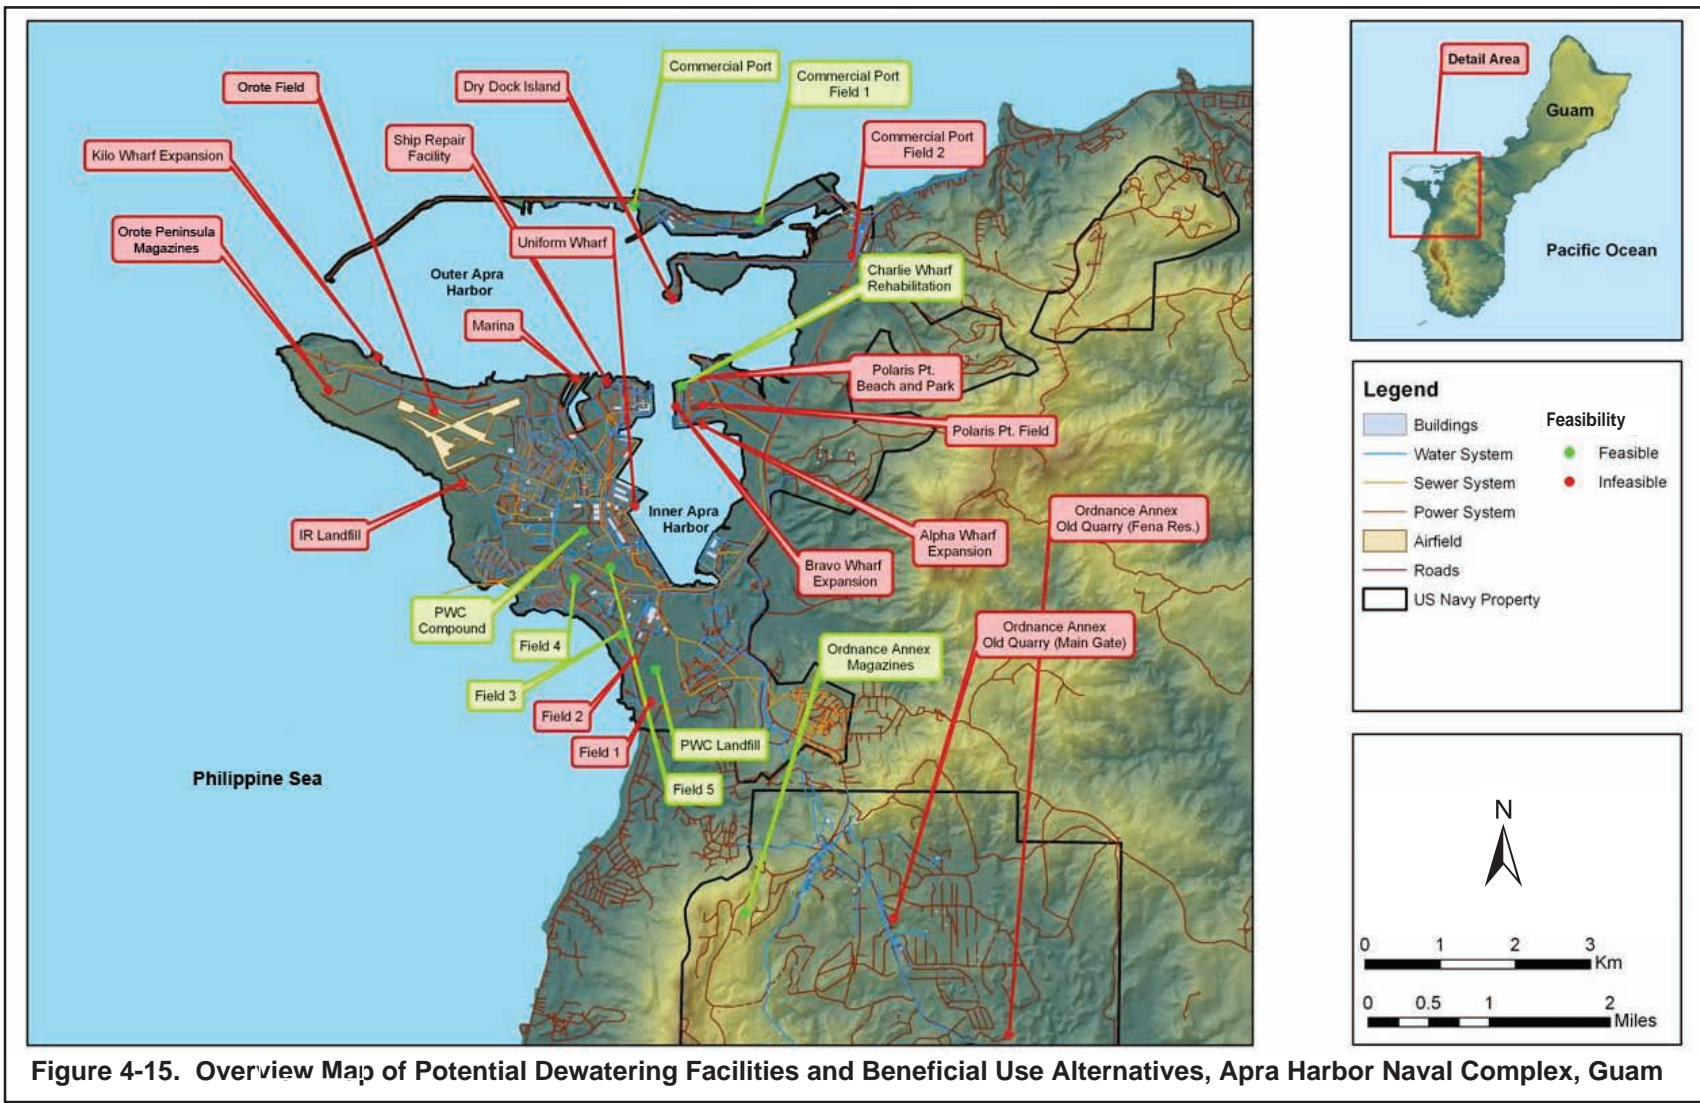 Commercial Port
Commercial Port
Field 1
Orote Field
Dry Dock Island
Ship Repair
Facility
Commercial Port
Field 2
Kilo Wharf Expansion
Orote Peninsula
Magazines
Uniform Wharf
Outer Apra
Harbor
Charlie Wharf
Rehabilitation
Marina
Polaris Pt.
Beach and Park
Polaris Pt. Field
IR Landfill
Inner Apra
Harbor
Alpha Wharf
Expansion
Ordnance Annex
Old Quarry (Fena Res.)
Bravo Wharf
Expansion
PWC
Compound
Field 4
Ordnance Annex
Old Quarry (Main Gate)
Ordnance Annex
Magazines
Field 3
Field 2
Field 1
PWC Landfill
Field 5
Philippine Sea
Detail Area
Guam
Pacific Ocean
Legend
Buildings
Water System
Sewer System
Power System
Airfield
Roads
US Navy Property
Feasibility
Feasible
Infeasible
N
0 1 2 3
Km
0 0.5 1 2
Miles
Figure 4-15. Overview Map of Potential Dewatering Facilities and Beneficial Use Alternatives, Apra Harbor Naval Complex, Guam